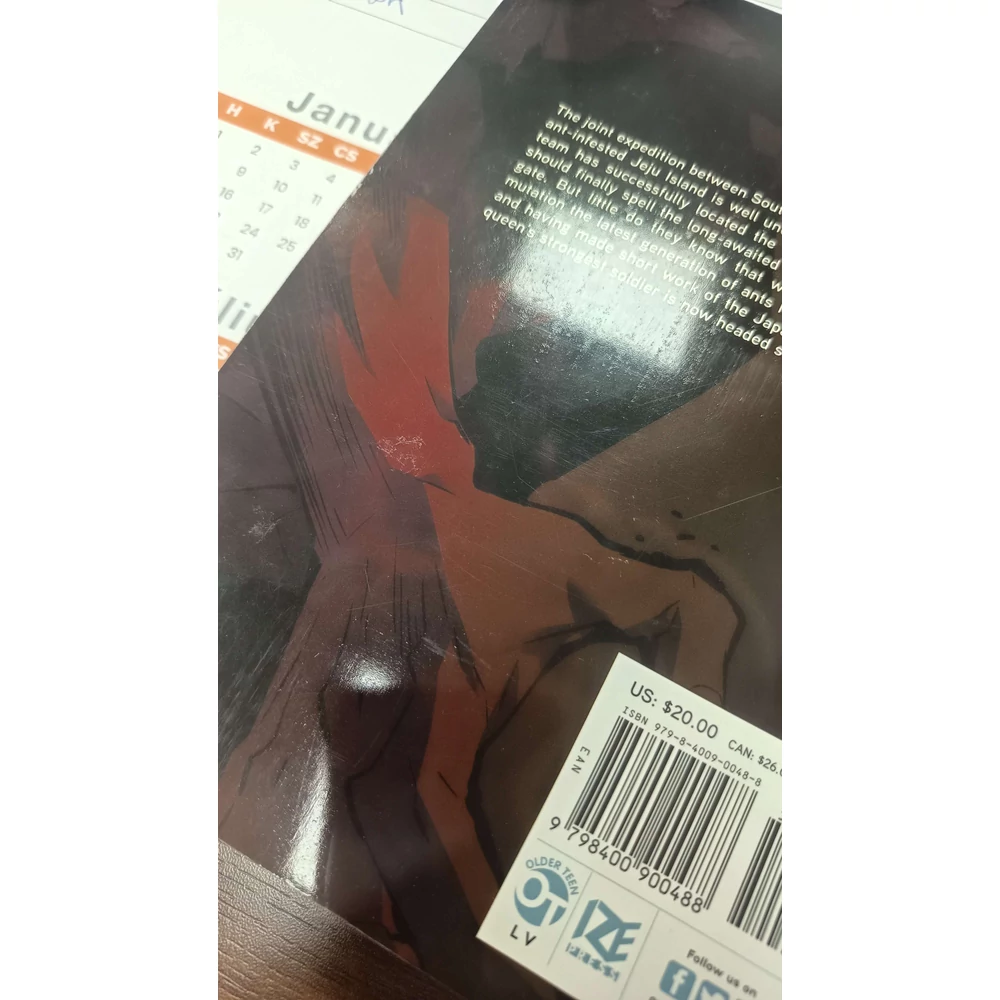 Janu
H K SZ CS
2 3 4
9 10 11
16 17 18
24 25
31
The joint expedition between Sout
ant-infested Jeju Island is well un
team has successfully located the
should finally spell the long-awaited
gate. But little do they know that w
mutation, the latest generation of ants
and having made short work of the Japa
queen's strongest soldier is now headed s
US: $20.00 CAN: $26.
ISBN 979-8-4009-0048-8
EAN
9 798400 900488
OLDER TEEN
OT
LV
IZE
PRESS
Follow us on
f